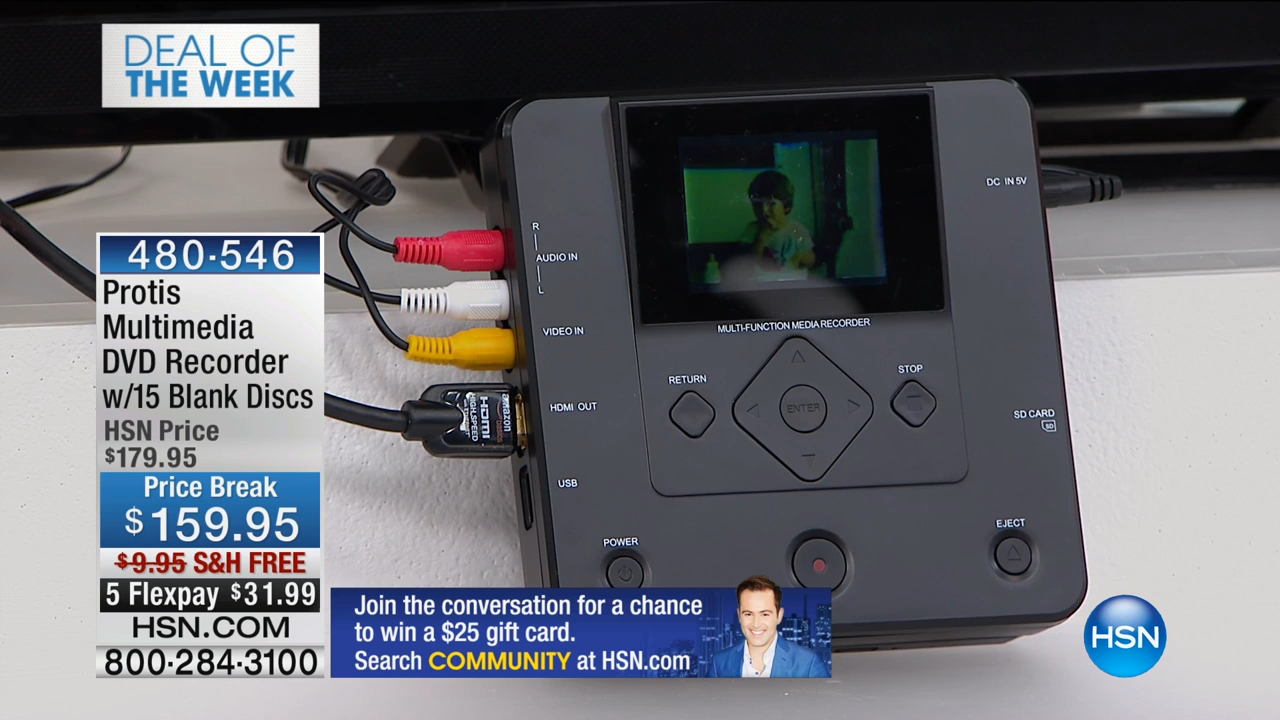 DEAL OF
THE WEEK
480-546
Protis
Multimedia
DVD Recorder
w/15 Blank Discs
HSN Price
$179.95
Price Break
$159.95
$9.95 S&H FREE
5 Flexpay $31.99
HSN.COM
800-284-3100
R
AUDIO IN
L
VIDEO IN
HDMI OUT
USB
POWER
MULTI-FUNCTION MEDIA RECORDER
RETURN
STOP
ENTER
DC IN 5V
SD CARD
SD
EJECT
amazon
HDMI
HIGH SPEED
Join the conversation for a chance
to win a $25 gift card.
Search COMMUNITY at HSN.com
HSN